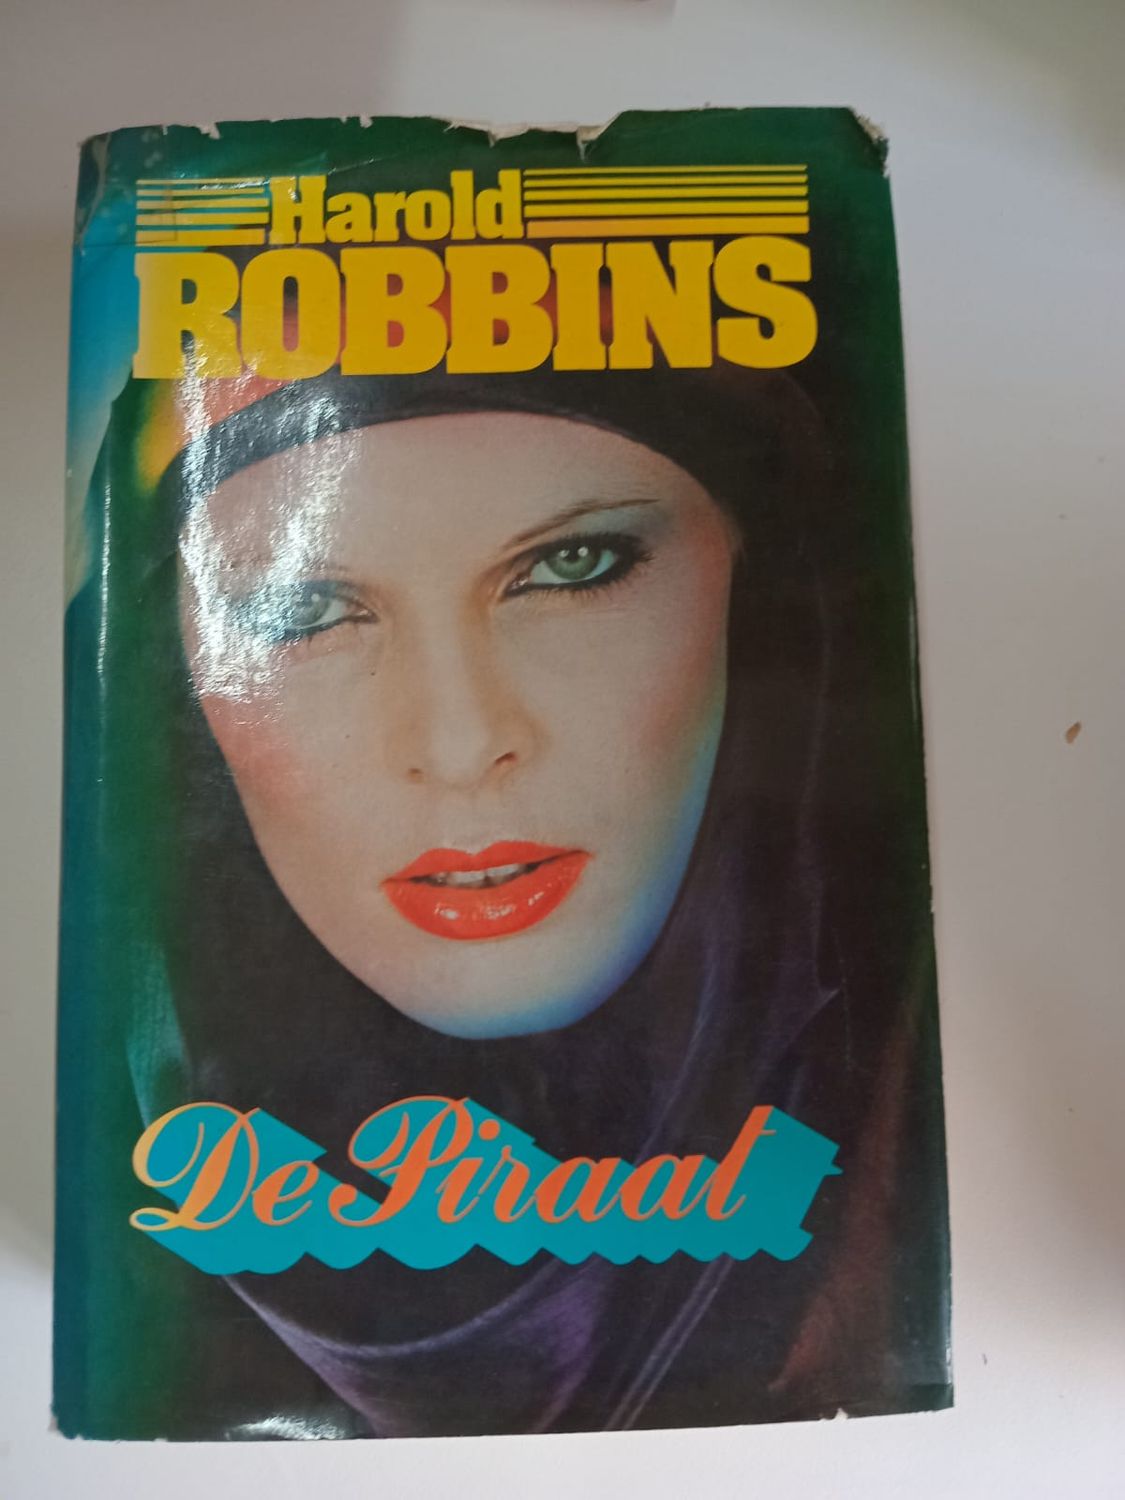 Harold
ROBBINS
De Piraat